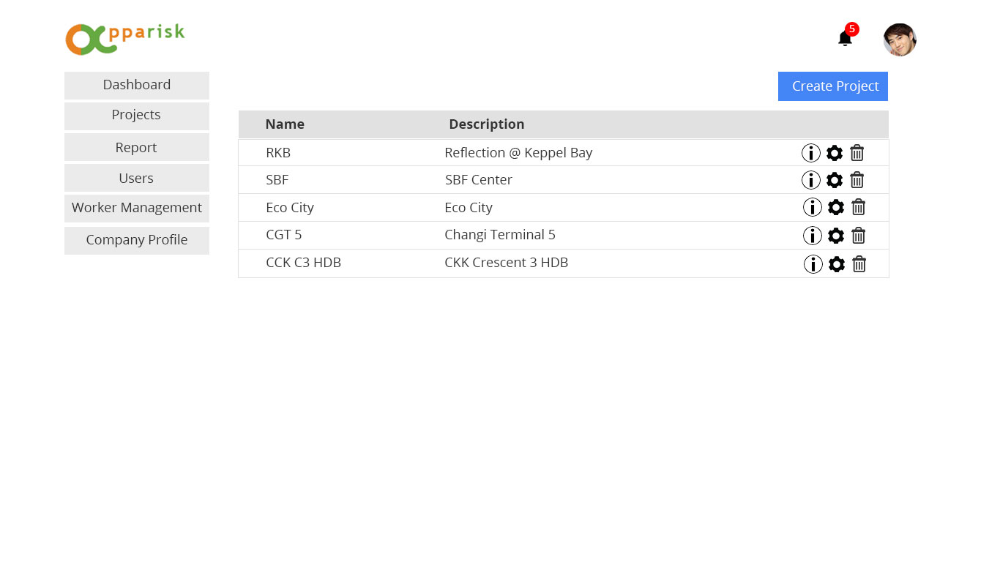 pparisk
5
Dashboard
Create Project
Projects
Name Description
Report
RKB Reflection @ Keppel Bay
Users
SBF SBF Center
Worker Management
Eco City Eco City
Company Profile
CGT 5 Changi Terminal 5
CCK C3 HDB CKK Crescent 3 HDB